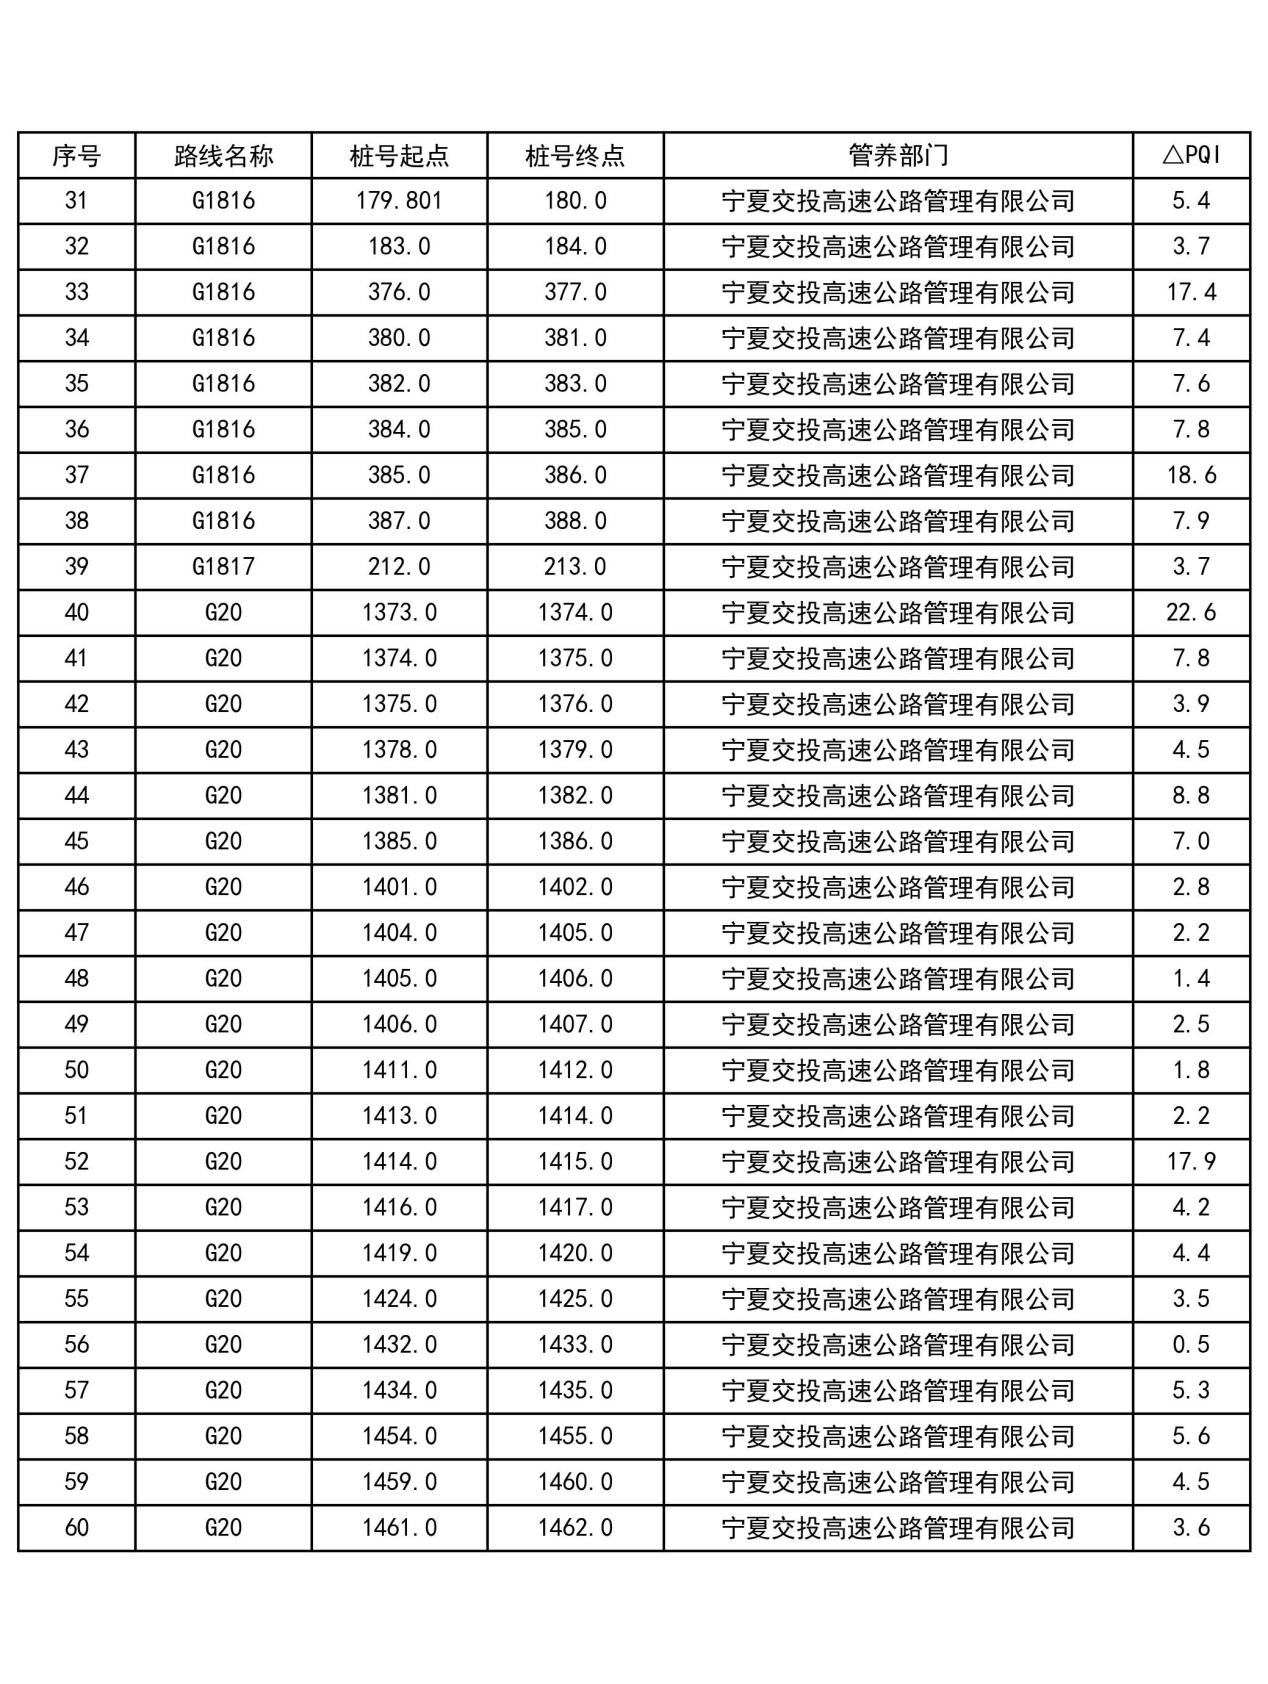 序号 路线名称 桩号起点 桩号终点 管养部门 △PQI
31 G1816 179.801 180.0 宁夏交投高速公路管理有限公司 5.4
32 G1816 183.0 184.0 宁夏交投高速公路管理有限公司 3.7
33 G1816 376.0 377.0 宁夏交投高速公路管理有限公司 17.4
34 G1816 380.0 381.0 宁夏交投高速公路管理有限公司 7.4
35 G1816 382.0 383.0 宁夏交投高速公路管理有限公司 7.6
36 G1816 384.0 385.0 宁夏交投高速公路管理有限公司 7.8
37 G1816 385.0 386.0 宁夏交投高速公路管理有限公司 18.6
38 G1816 387.0 388.0 宁夏交投高速公路管理有限公司 7.9
39 G1817 212.0 213.0 宁夏交投高速公路管理有限公司 3.7
40 G20 1373.0 1374.0 宁夏交投高速公路管理有限公司 22.6
41 G20 1374.0 1375.0 宁夏交投高速公路管理有限公司 7.8
42 G20 1375.0 1376.0 宁夏交投高速公路管理有限公司 3.9
43 G20 1378.0 1379.0 宁夏交投高速公路管理有限公司 4.5
44 G20 1381.0 1382.0 宁夏交投高速公路管理有限公司 8.8
45 G20 1385.0 1386.0 宁夏交投高速公路管理有限公司 7.0
46 G20 1401.0 1402.0 宁夏交投高速公路管理有限公司 2.8
47 G20 1404.0 1405.0 宁夏交投高速公路管理有限公司 2.2
48 G20 1405.0 1406.0 宁夏交投高速公路管理有限公司 1.4
49 G20 1406.0 1407.0 宁夏交投高速公路管理有限公司 2.5
50 G20 1411.0 1412.0 宁夏交投高速公路管理有限公司 1.8
51 G20 1413.0 1414.0 宁夏交投高速公路管理有限公司 2.2
52 G20 1414.0 1415.0 宁夏交投高速公路管理有限公司 17.9
53 G20 1416.0 1417.0 宁夏交投高速公路管理有限公司 4.2
54 G20 1419.0 1420.0 宁夏交投高速公路管理有限公司 4.4
55 G20 1424.0 1425.0 宁夏交投高速公路管理有限公司 3.5
56 G20 1432.0 1433.0 宁夏交投高速公路管理有限公司 0.5
57 G20 1434.0 1435.0 宁夏交投高速公路管理有限公司 5.3
58 G20 1454.0 1455.0 宁夏交投高速公路管理有限公司 5.6
59 G20 1459.0 1460.0 宁夏交投高速公路管理有限公司 4.5
60 G20 1461.0 1462.0 宁夏交投高速公路管理有限公司 3.6